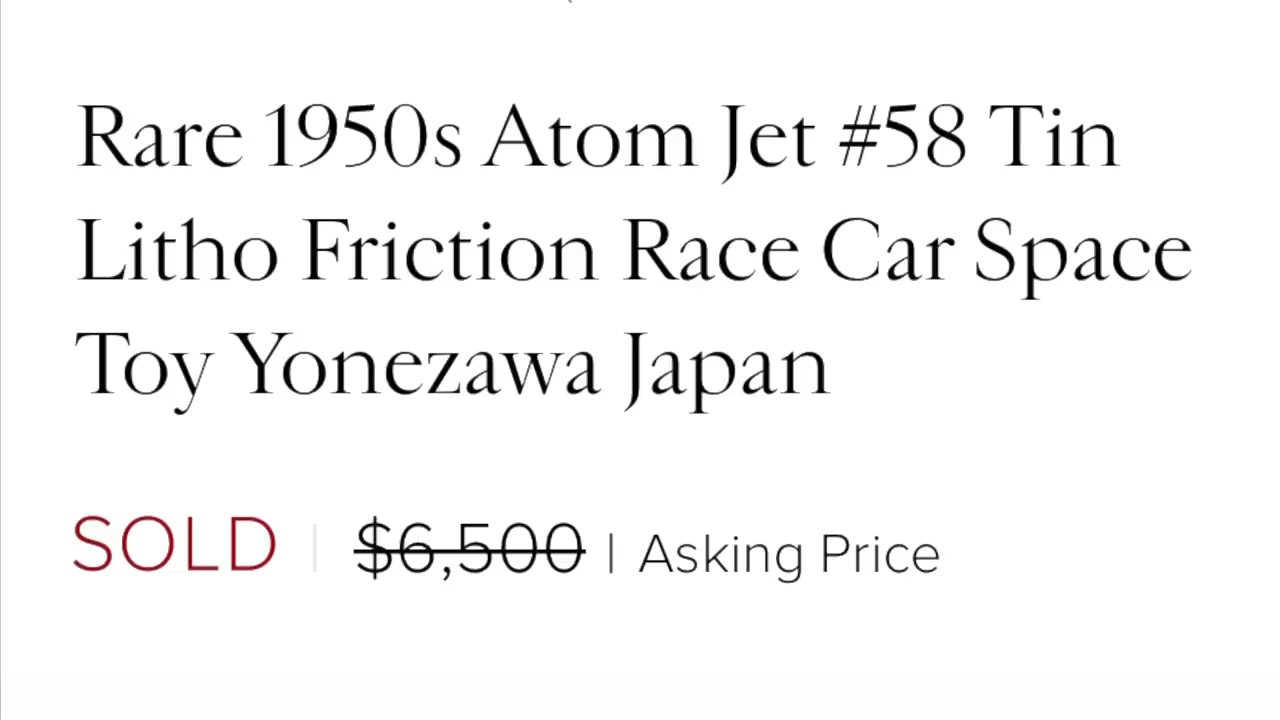 Rare 1950s Atom Jet #58 Tin
Litho Friction Race Car Space
Toy Yonezawa Japan
SOLD | $6,500 | Asking Price